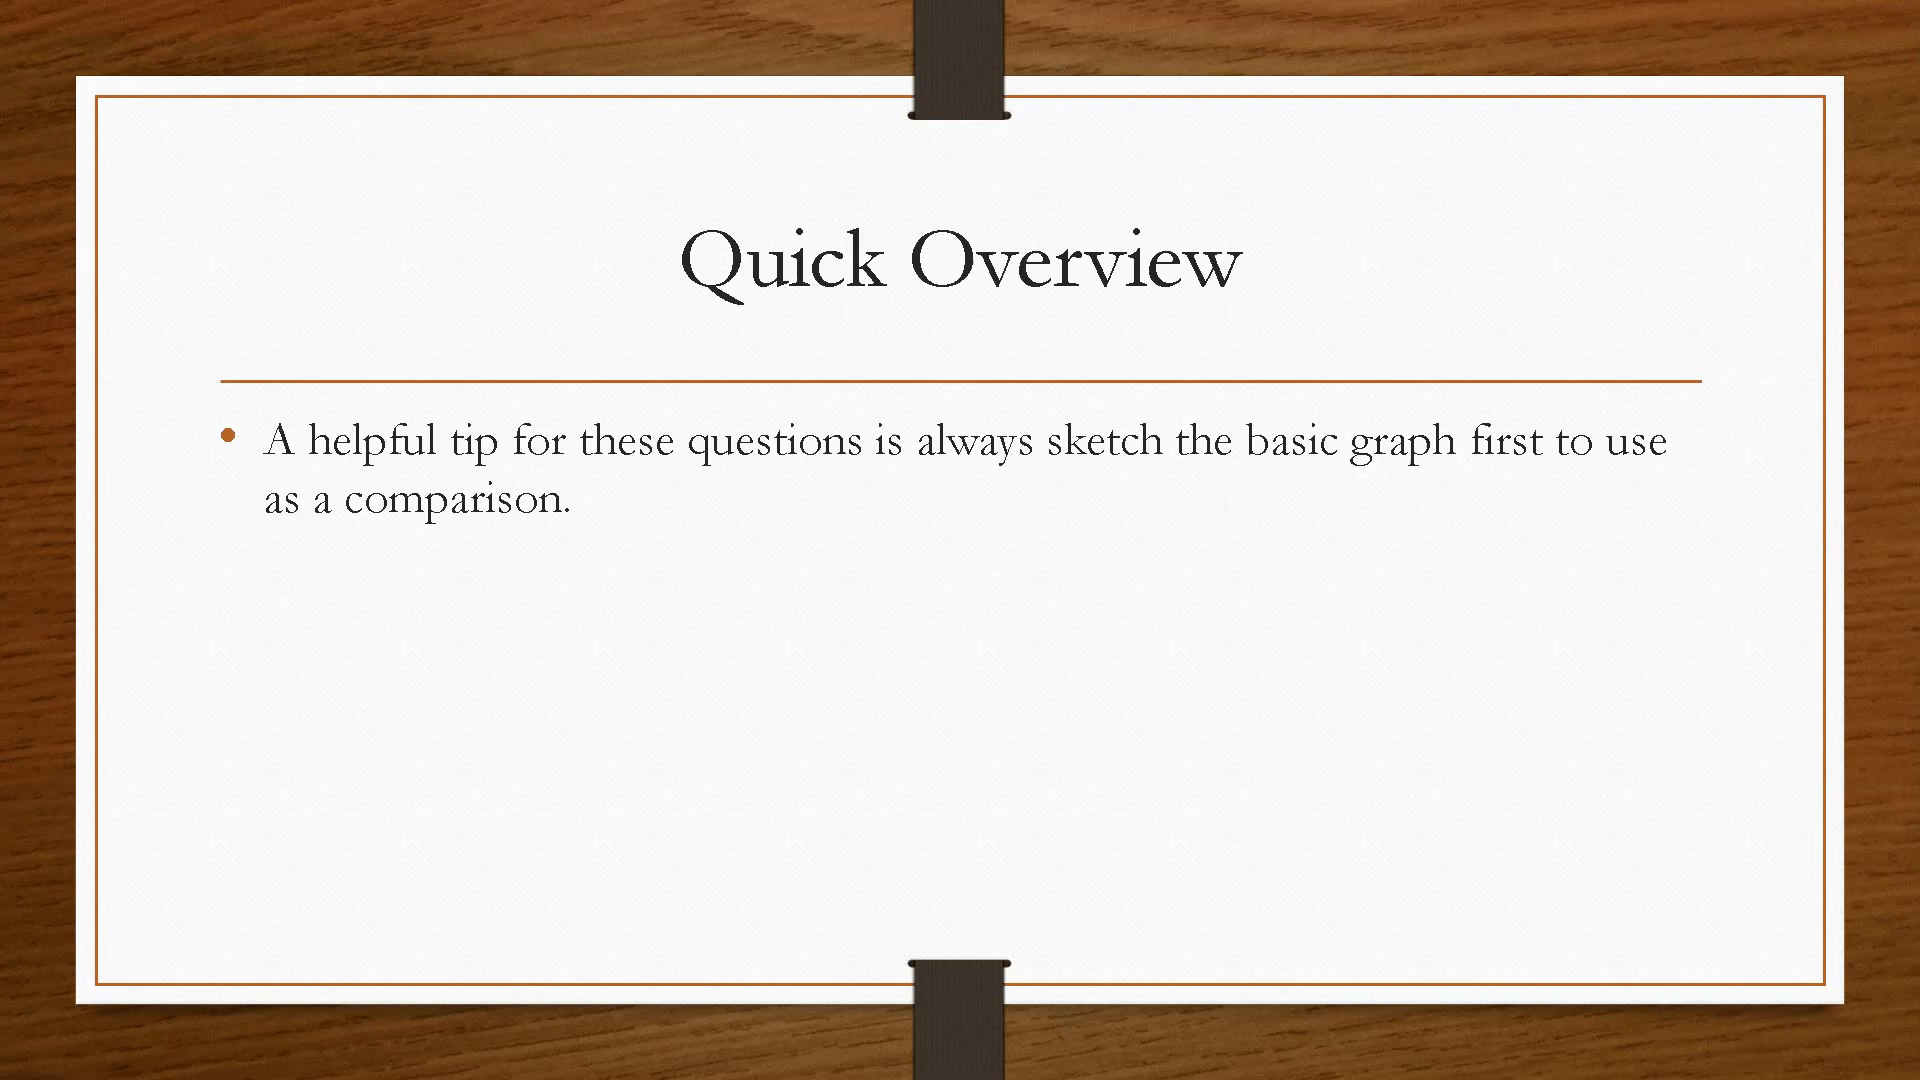 Quick Overview
• A helpful tip for these questions is always sketch the basic graph first to use
as a comparison.